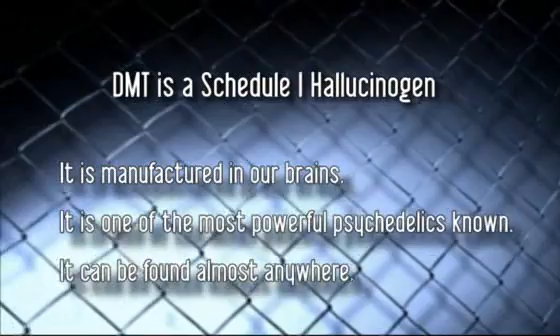 DMT is a Schedule I Hallucinogen
It is manufactured in our brains.
It is one of the most powerful psychedelics known.
It can be found almost anywhere.